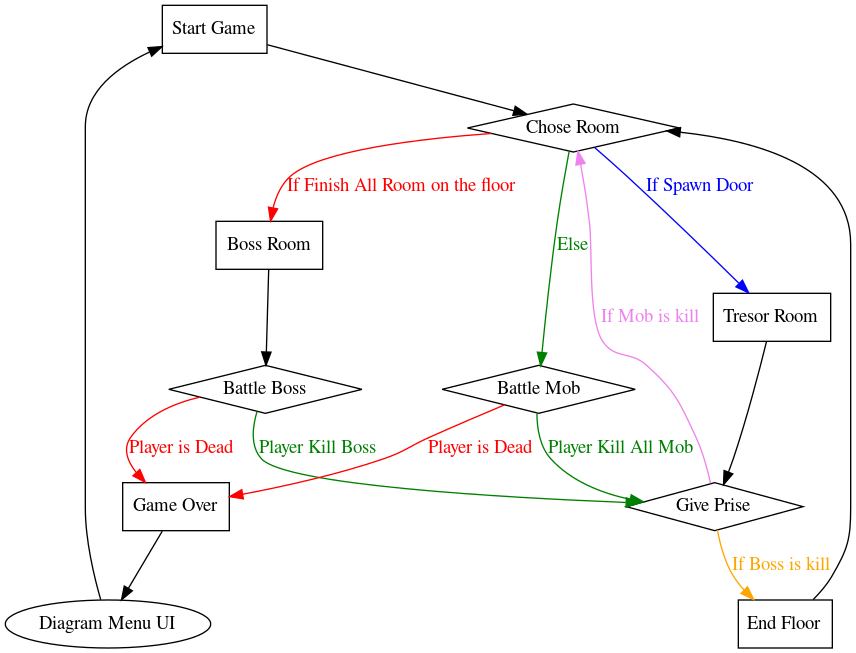 Start Game
Chose Room
If Finish All Room on the floor
If Spawn Door
Boss Room
Else
If Mob is kill
Tresor Room
Battle Boss
Battle Mob
Player is Dead
Player Kill Boss
Player is Dead
Player Kill All Mob
Game Over
Give Prise
If Boss is kill
Diagram Menu UI
End Floor